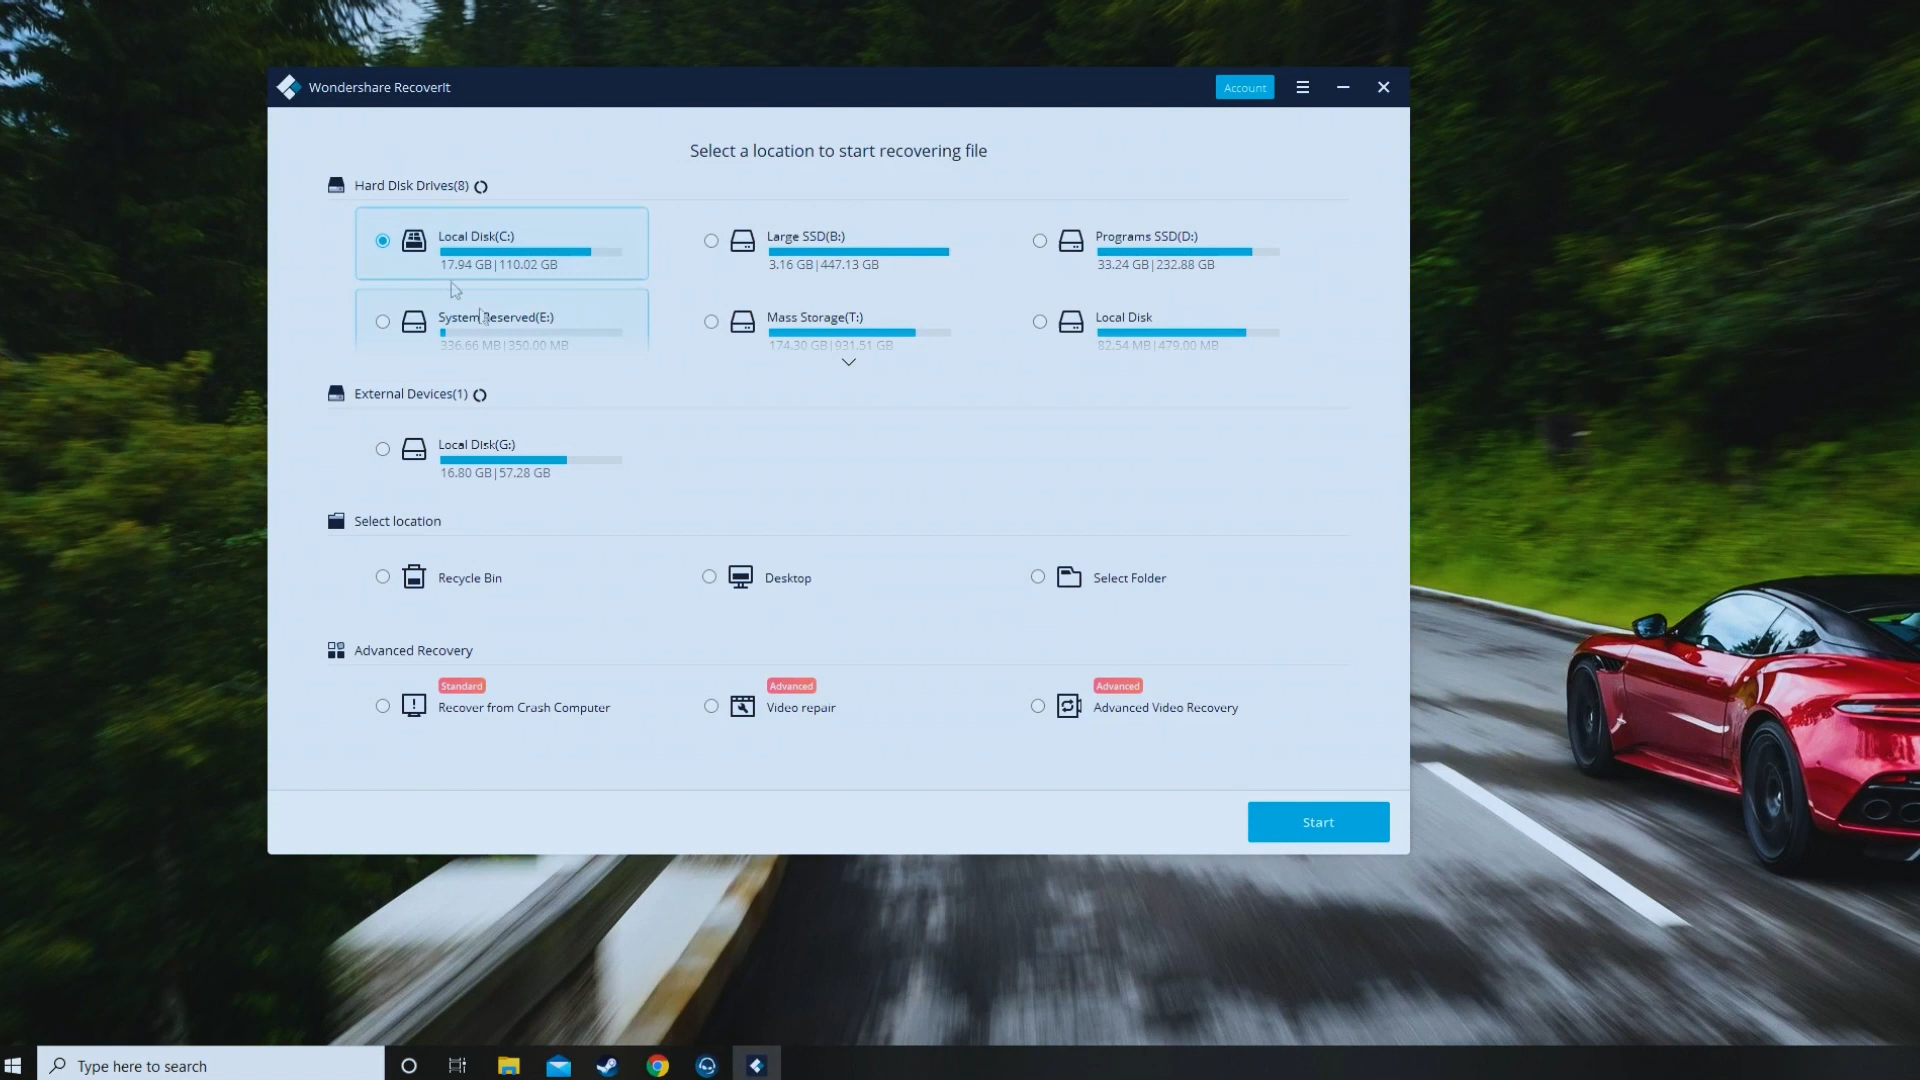 Wondershare RecoverIt
Account
Select a location to start recovering file
Hard Disk Drives(8)
Local Disk(C:)
17.94 GB|110.02 GB
Large SSD(B:)
3.16 GB|447.13 GB
Programs SSD(D:)
33.24 GB|232.88 GB
System Reserved(E:)
336.66 MB|350.00 MB
Mass Storage(T:)
174.30 GB|931.51 GB
Local Disk
82.54 MB|479.00 MB
External Devices(1)
Local Disk(G:)
16.80 GB|57.28 GB
Select location
Recycle Bin
Desktop
Select Folder
Advanced Recovery
Standard
Recover from Crash Computer
Advanced
Video repair
Advanced
Advanced Video Recovery
Start
Type here to search